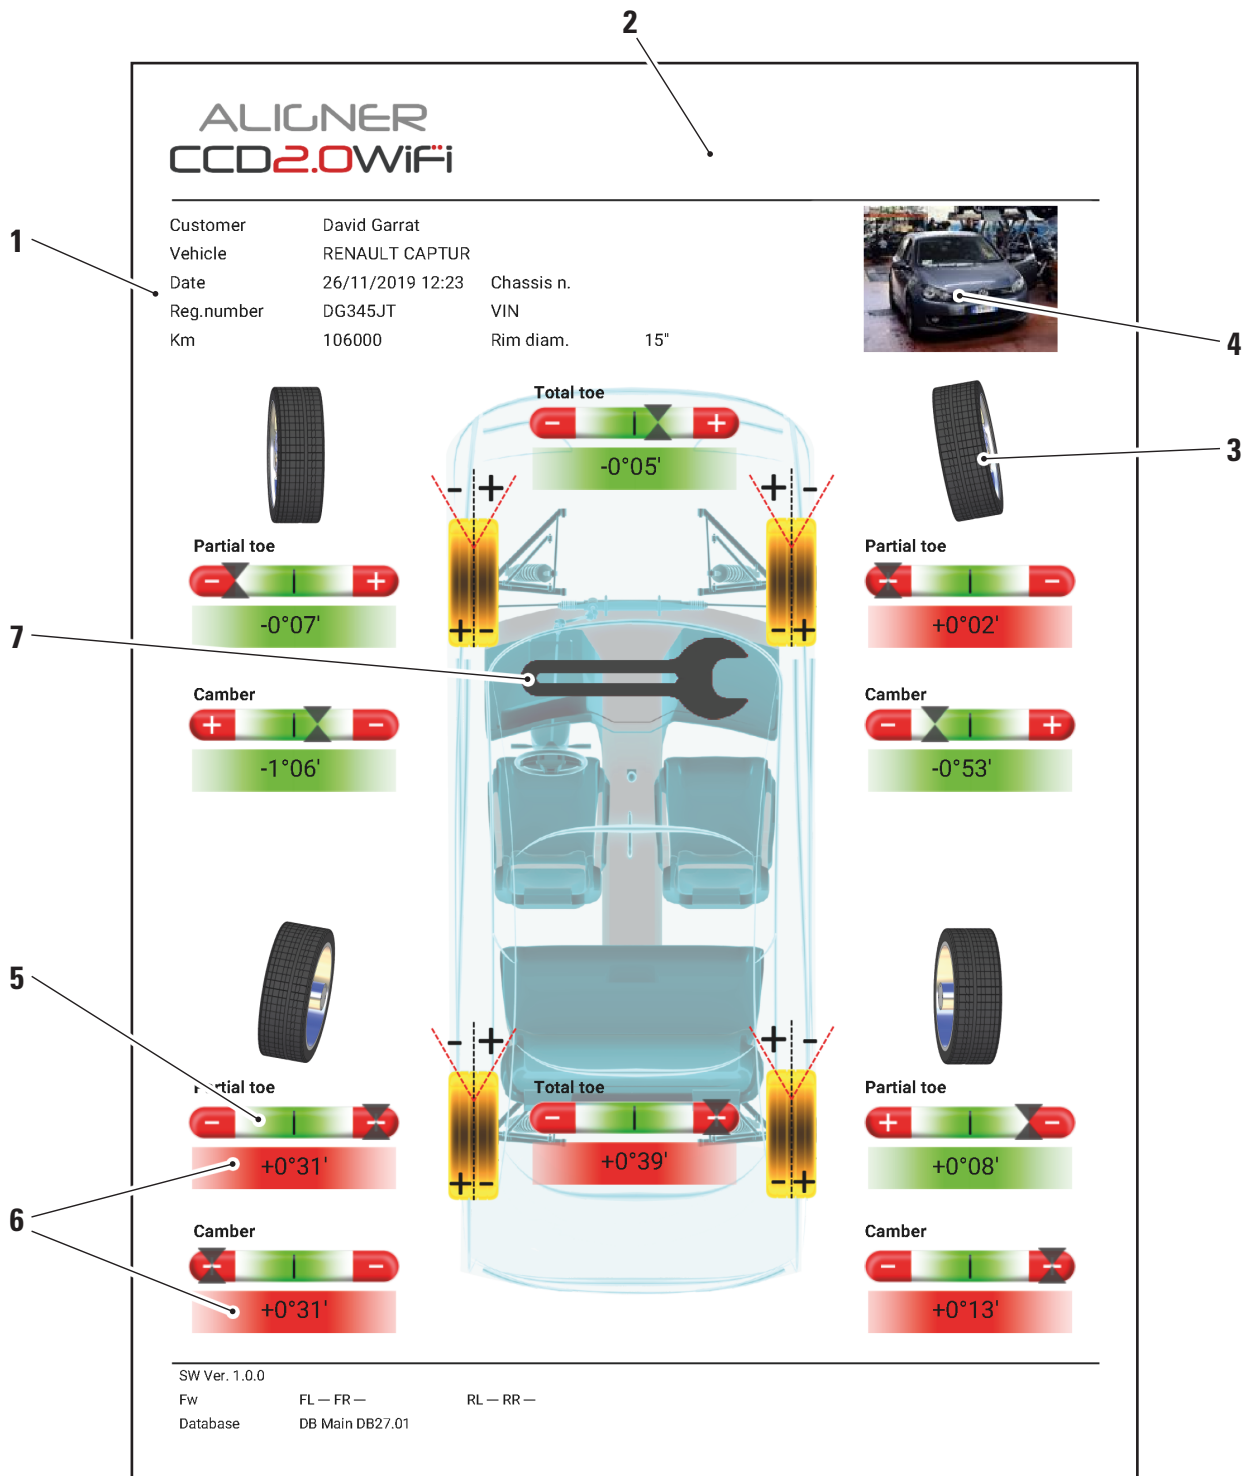 2
ALIGNER
CCD2.0WiFi
1
Customer David Garrat
Vehicle RENAULT CAPTUR
Date 26/11/2019 12:23 Chassis n.
Reg.number DG345JT VIN
Km 106000 Rim diam. 15"
4
3
Total toe
- +
-0°05'
- + + -
Partial toe Partial toe
- + - -
-0°07' +0°02'
+ - - +
7
Camber Camber
+ - - +
-1°06' -0°53'
5
- + + -
Partial toe Total toe Partial toe
- - - - + -
+0°31' +0°39' +0°08'
+ - - +
6
Camber Camber
- - - -
+0°31' +0°13'
SW Ver. 1.0.0
Fw FL — FR — RL — RR —
Database DB Main DB27.01